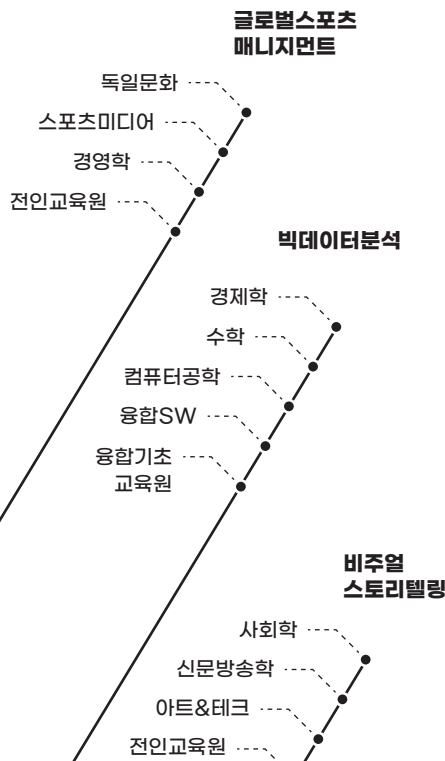 글로벌스포츠
매니지먼트
독일문화
스포츠미디어
경영학
전인교육원
빅데이터분석
경제학
수학
컴퓨터공학
융합SW
융합기초
교육원
비주얼
스토리텔링
사회학
신문방송학
아트&테크
전인교육원